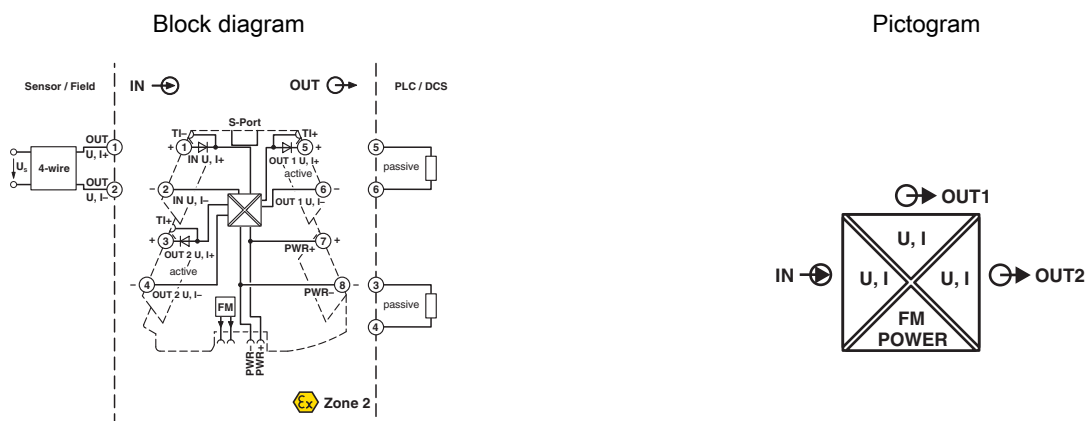 Block diagram
Pictogram
Sensor / Field
IN
OUT
PLC / DCS
S-Port
TI–
TI+
OUT
1
U, I+
+ 1
5 +
5
IN U, I+
OUT 1 U, I+
active
Us
4-wire
passive
OUT
2
U, I–
– 2
6 –
6
IN U, I–
OUT 1 U, I–
TI+
+ 3
7 +
OUT 2 U, I+
PWR+
active
– 4
8 –
3
OUT 2 U, I–
PWR–
FM
passive
4
PWR–
PWR+
Ex Zone 2
OUT1
U, I
IN
U, I
U, I
OUT2
FM
POWER